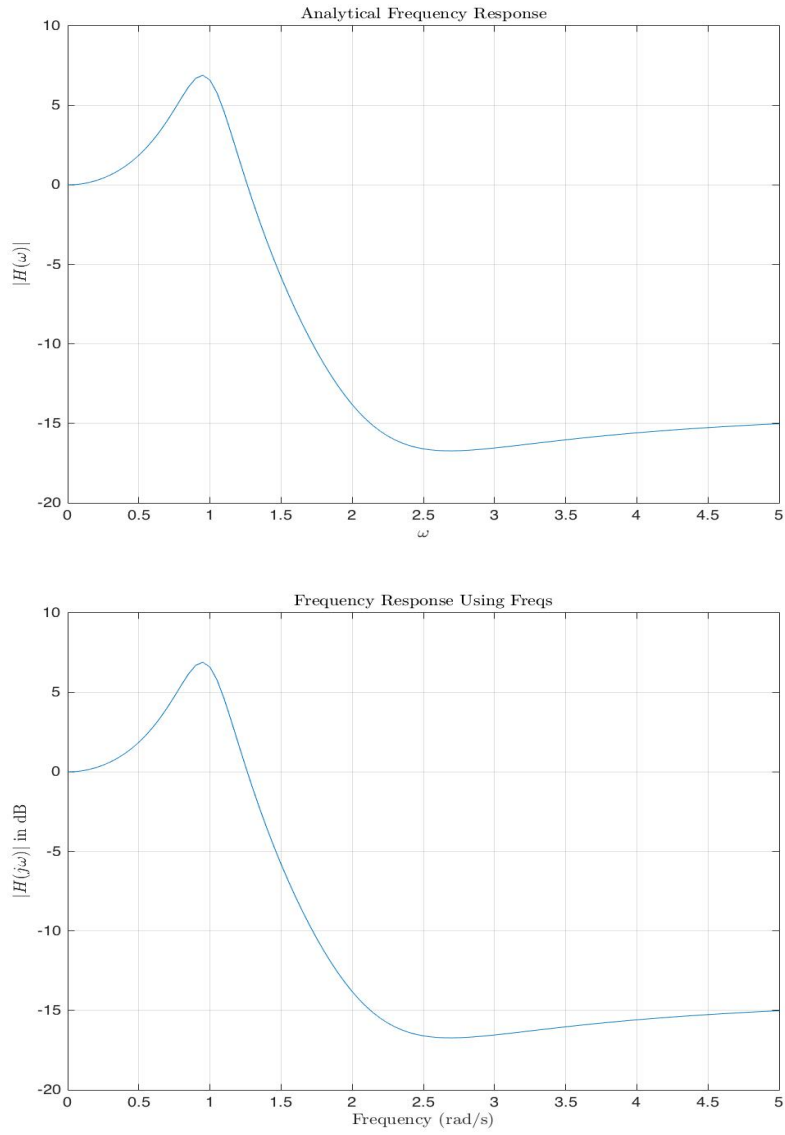 Analytical Frequency Response
10
5
0
-5
-10
-15
-20
|H(ω)|
0 0.5 1 1.5 2 2.5 3 3.5 4 4.5 5
ω
Frequency Response Using Freqs
10
5
0
-5
-10
-15
-20
|H(jω)| in dB
0 0.5 1 1.5 2 2.5 3 3.5 4 4.5 5
Frequency (rad/s)